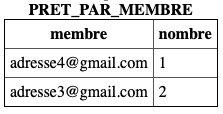 PRET_PAR_MEMBRE
membre nombre
adresse4@gmail.com 1
adresse3@gmail.com 2